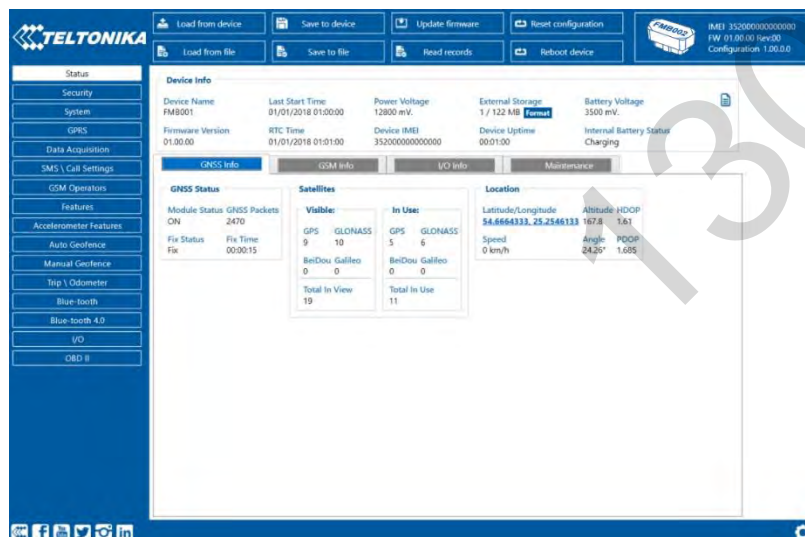 TELTONIKA
Load from device
Save to device
Update firmware
Reset configuration
Load from file
Save to file
Read records
Reboot device
FMB002
IMEI 352000000000000
FW 01.00.00 Rev:00
Configuration 1.00.0.0
Status
Security
System
GPRS
Data Acquisition
SMS \ Call Settings
GSM Operators
Features
Accelerometer Features
Auto Geofence
Manual Geofence
Trip \ Odometer
Blue-tooth
Blue-tooth 4.0
I/O
OBD II
Device Info
Device Name Last Start Time Power Voltage External Storage Battery Voltage
FMB001 01/01/2018 01:00:00 12800 mV. 1 / 122 MB Format 3500 mV.
Firmware Version RTC Time Device IMEI Device Uptime Internal Battery Status
01.00.00 01/01/2018 01:01:00 352000000000000 00:01:00 Charging
GNSS Info GSM Info I/O Info Maintenance
GNSS Status
Module Status GNSS Packets
ON 2470
Fix Status Fix Time
Fix 00:00:15
Satellites
Visible:
GPS GLONASS
9 10
BeiDou Galileo
0 0
Total In View
19
In Use:
GPS GLONASS
5 6
BeiDou Galileo
0 0
Total In Use
11
Location
Latitude/Longitude Altitude HDOP
54.6664333, 25.2546133 167.8 1.61
Speed Angle PDOP
0 km/h 24.26° 1.685